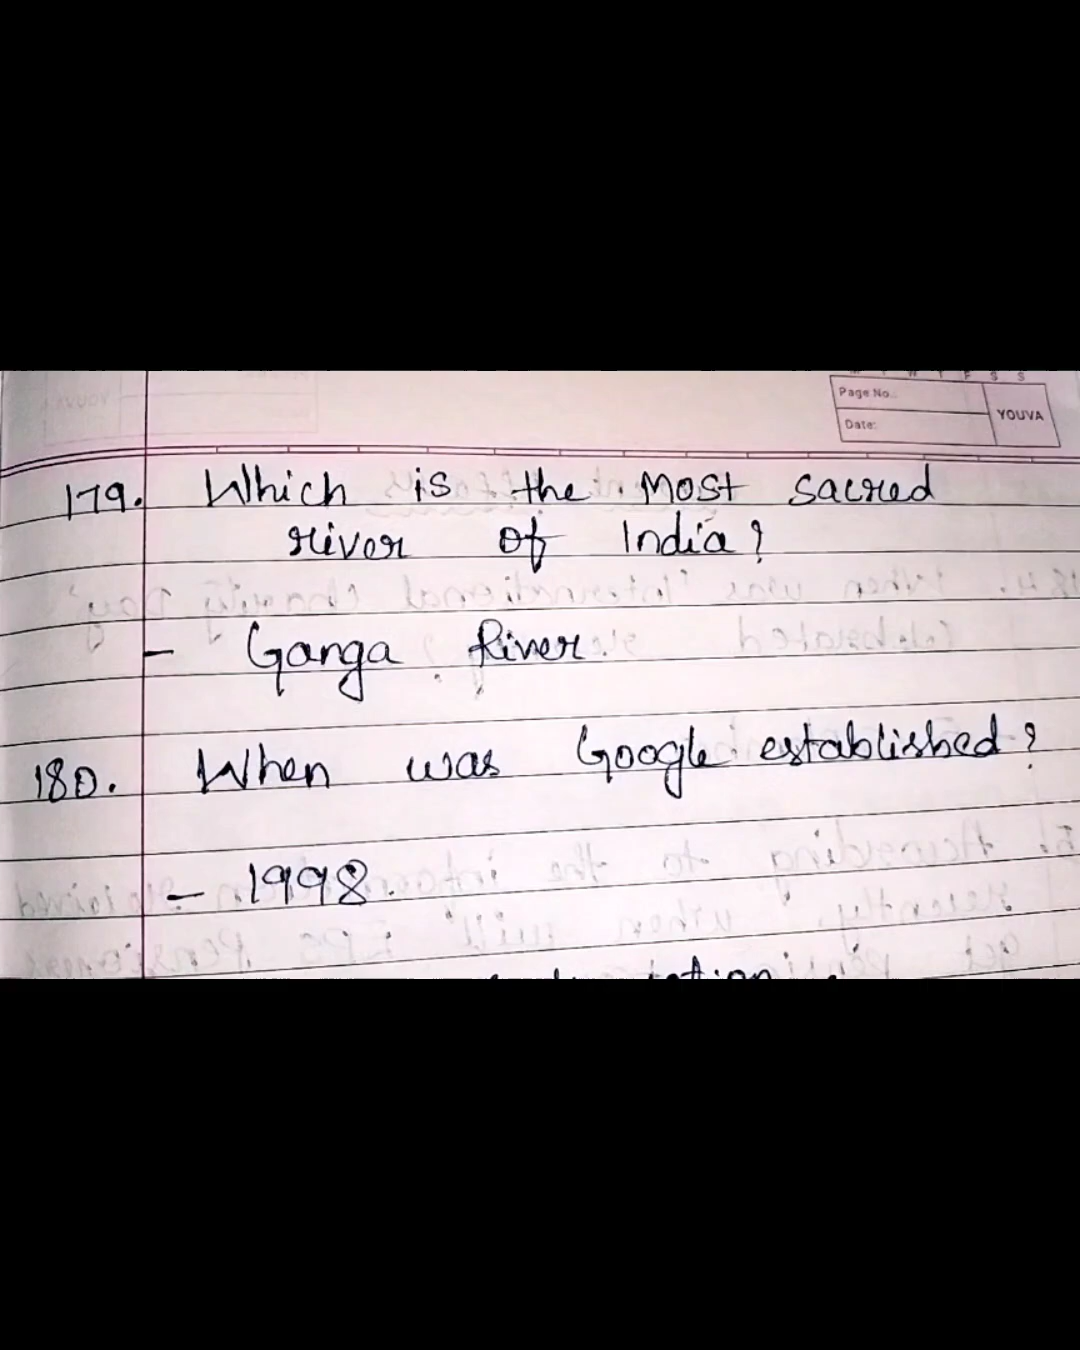 M T W T F S S
Page No.
Date:
YOUVA
179. Which is the most sacred
river of India?
- Ganga River.
180. When was Google established?
- 1998.